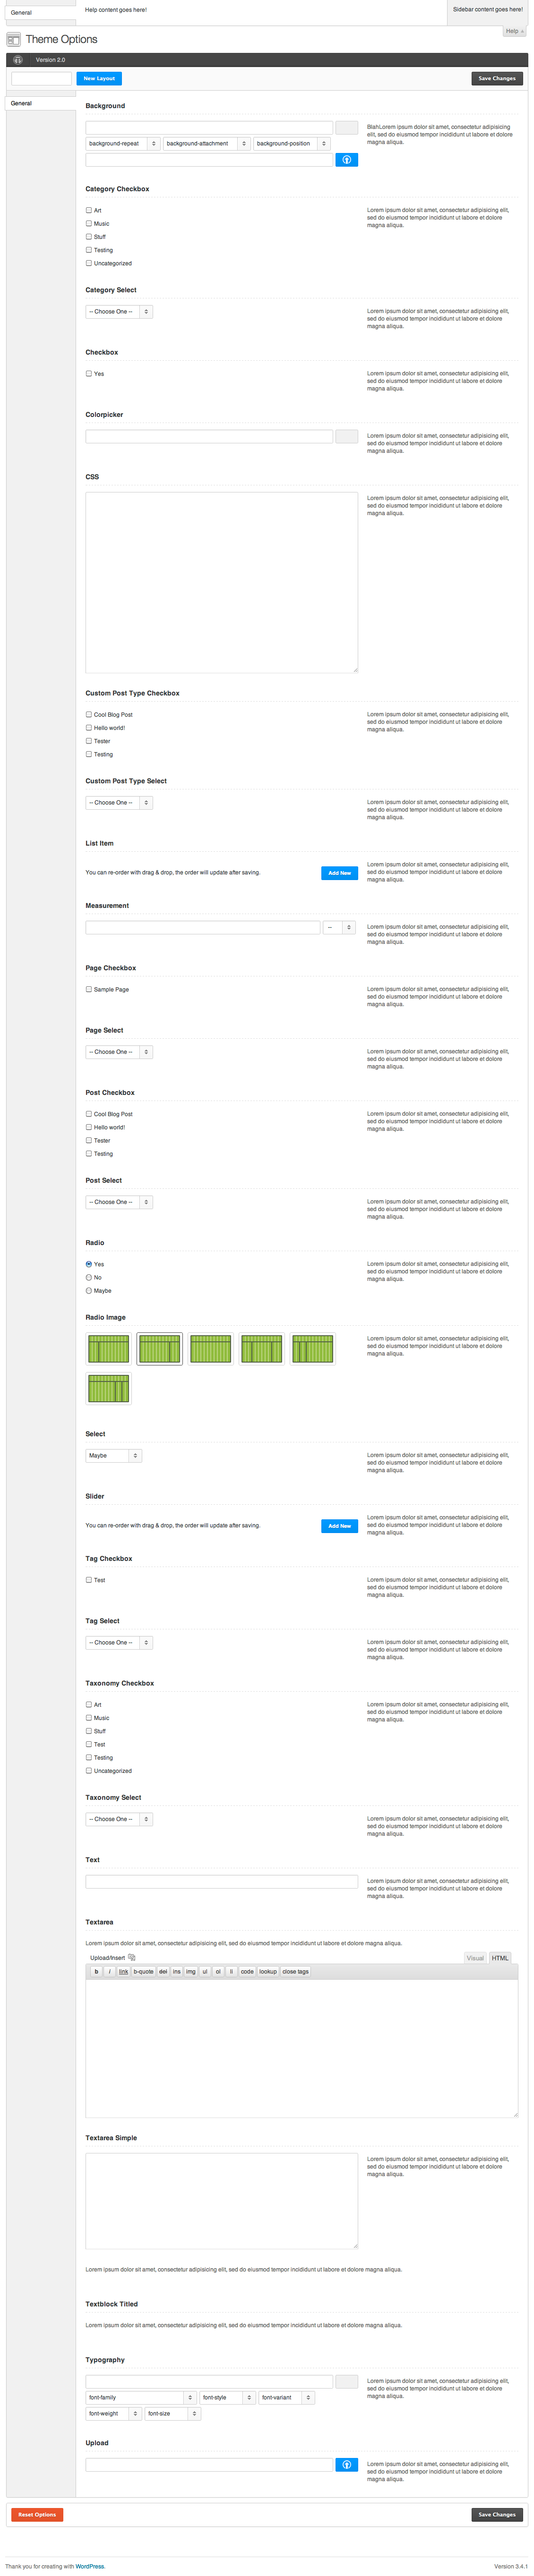 General
Help content goes here!
Sidebar content goes here!
Help
Theme Options
Version 2.0
New Layout
Save Changes
General
Background
BlahLorem ipsum dolor sit amet, consectetur adipisicing
elit, sed do eiusmod tempor incididunt ut labore et dolore
magna aliqua.
background-repeat
background-attachment
background-position
Category Checkbox
Art
Music
Stuff
Testing
Uncategorized
Lorem ipsum dolor sit amet, consectetur adipisicing elit,
sed do eiusmod tempor incididunt ut labore et dolore
magna aliqua.
Category Select
-- Choose One --
Lorem ipsum dolor sit amet, consectetur adipisicing elit,
sed do eiusmod tempor incididunt ut labore et dolore
magna aliqua.
Checkbox
Yes
Lorem ipsum dolor sit amet, consectetur adipisicing elit,
sed do eiusmod tempor incididunt ut labore et dolore
magna aliqua.
Colorpicker
Lorem ipsum dolor sit amet, consectetur adipisicing elit,
sed do eiusmod tempor incididunt ut labore et dolore
magna aliqua.
CSS
Lorem ipsum dolor sit amet, consectetur adipisicing elit,
sed do eiusmod tempor incididunt ut labore et dolore
magna aliqua.
Custom Post Type Checkbox
Cool Blog Post
Hello world!
Tester
Testing
Lorem ipsum dolor sit amet, consectetur adipisicing elit,
sed do eiusmod tempor incididunt ut labore et dolore
magna aliqua.
Custom Post Type Select
-- Choose One --
Lorem ipsum dolor sit amet, consectetur adipisicing elit,
sed do eiusmod tempor incididunt ut labore et dolore
magna aliqua.
List Item
You can re-order with drag & drop, the order will update after saving.
Add New
Lorem ipsum dolor sit amet, consectetur adipisicing elit,
sed do eiusmod tempor incididunt ut labore et dolore
magna aliqua.
Measurement
--
Lorem ipsum dolor sit amet, consectetur adipisicing elit,
sed do eiusmod tempor incididunt ut labore et dolore
magna aliqua.
Page Checkbox
Sample Page
Lorem ipsum dolor sit amet, consectetur adipisicing elit,
sed do eiusmod tempor incididunt ut labore et dolore
magna aliqua.
Page Select
-- Choose One --
Lorem ipsum dolor sit amet, consectetur adipisicing elit,
sed do eiusmod tempor incididunt ut labore et dolore
magna aliqua.
Post Checkbox
Cool Blog Post
Hello world!
Tester
Testing
Lorem ipsum dolor sit amet, consectetur adipisicing elit,
sed do eiusmod tempor incididunt ut labore et dolore
magna aliqua.
Post Select
-- Choose One --
Lorem ipsum dolor sit amet, consectetur adipisicing elit,
sed do eiusmod tempor incididunt ut labore et dolore
magna aliqua.
Radio
Yes
No
Maybe
Lorem ipsum dolor sit amet, consectetur adipisicing elit,
sed do eiusmod tempor incididunt ut labore et dolore
magna aliqua.
Radio Image
Lorem ipsum dolor sit amet, consectetur adipisicing elit,
sed do eiusmod tempor incididunt ut labore et dolore
magna aliqua.
Select
Maybe
Lorem ipsum dolor sit amet, consectetur adipisicing elit,
sed do eiusmod tempor incididunt ut labore et dolore
magna aliqua.
Slider
You can re-order with drag & drop, the order will update after saving.
Add New
Lorem ipsum dolor sit amet, consectetur adipisicing elit,
sed do eiusmod tempor incididunt ut labore et dolore
magna aliqua.
Tag Checkbox
Test
Lorem ipsum dolor sit amet, consectetur adipisicing elit,
sed do eiusmod tempor incididunt ut labore et dolore
magna aliqua.
Tag Select
-- Choose One --
Lorem ipsum dolor sit amet, consectetur adipisicing elit,
sed do eiusmod tempor incididunt ut labore et dolore
magna aliqua.
Taxonomy Checkbox
Art
Music
Stuff
Test
Testing
Uncategorized
Lorem ipsum dolor sit amet, consectetur adipisicing elit,
sed do eiusmod tempor incididunt ut labore et dolore
magna aliqua.
Taxonomy Select
-- Choose One --
Lorem ipsum dolor sit amet, consectetur adipisicing elit,
sed do eiusmod tempor incididunt ut labore et dolore
magna aliqua.
Text
Lorem ipsum dolor sit amet, consectetur adipisicing elit,
sed do eiusmod tempor incididunt ut labore et dolore
magna aliqua.
Textarea
Lorem ipsum dolor sit amet, consectetur adipisicing elit, sed do eiusmod tempor incididunt ut labore et dolore magna aliqua.
Upload/Insert
Visual
HTML
b i link b-quote del ins img ul ol li code lookup close tags
Textarea Simple
Lorem ipsum dolor sit amet, consectetur adipisicing elit,
sed do eiusmod tempor incididunt ut labore et dolore
magna aliqua.
Lorem ipsum dolor sit amet, consectetur adipisicing elit, sed do eiusmod tempor incididunt ut labore et dolore magna aliqua.
Textblock Titled
Lorem ipsum dolor sit amet, consectetur adipisicing elit, sed do eiusmod tempor incididunt ut labore et dolore magna aliqua.
Typography
Lorem ipsum dolor sit amet, consectetur adipisicing elit,
sed do eiusmod tempor incididunt ut labore et dolore
magna aliqua.
font-family
font-style
font-variant
font-weight
font-size
Upload
Lorem ipsum dolor sit amet, consectetur adipisicing elit,
sed do eiusmod tempor incididunt ut labore et dolore
magna aliqua.
Reset Options
Save Changes
Thank you for creating with WordPress.
Version 3.4.1